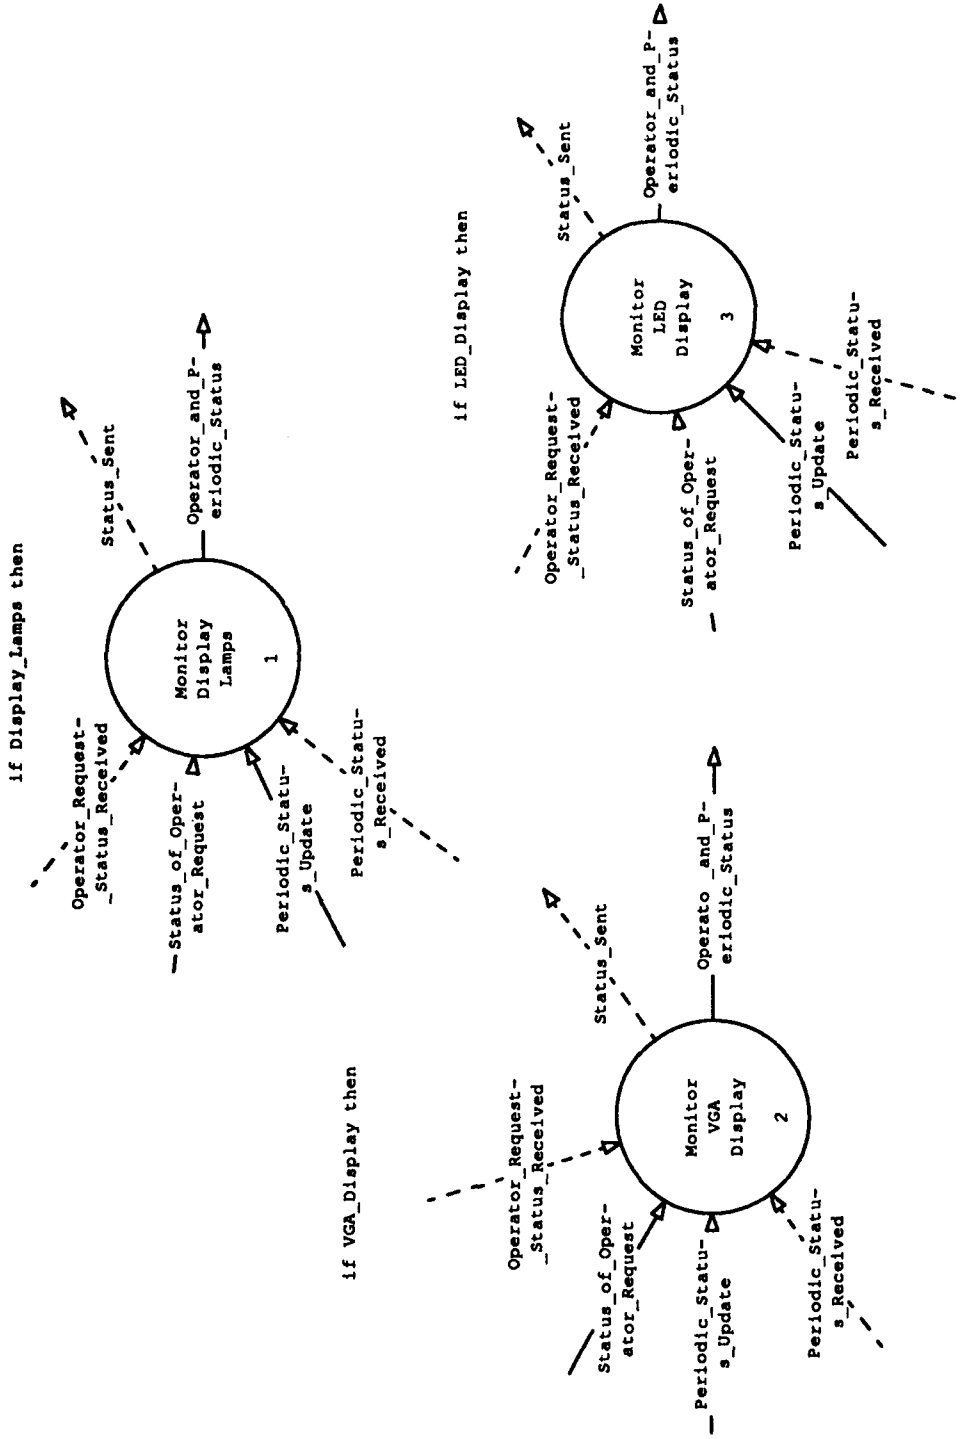 if Display_Lamps then
Operator_Request-
_Status_Received
Status_of_Oper-
ator_Request
Periodic_Statu-
s_Update
Periodic_Statu-
s_Received
Monitor
Display
Lamps
1
Status_Sent
Operator_and_P-
eriodic_Status
if VGA_Display then
Operator_Request-
_Status_Received
Status_of_Oper-
ator_Request
Periodic_Statu-
s_Update
Periodic_Statu-
s_Received
Monitor
VGA
Display
2
Status_Sent
Operato _and_P-
eriodic_Status
if LED_Display then
Operator_Request-
_Status_Received
Status_of_Oper-
ator_Request
Periodic_Statu-
s_Update
Periodic_Statu-
s_Received
Monitor
LED
Display
3
Status_Sent
Operator_and_P-
eriodic_Status